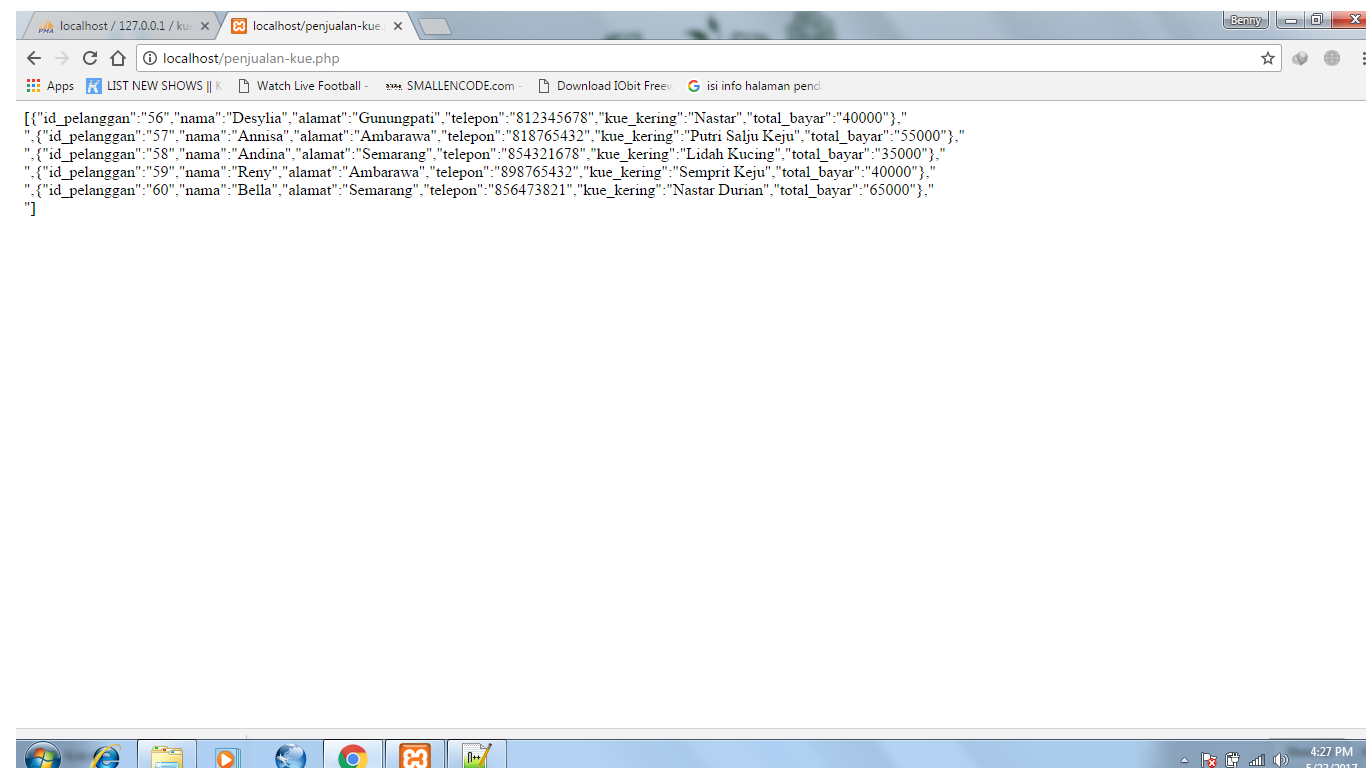 localhost / 127.0.0.1 / ku
localhost/penjualan-kue.
Benny
localhost/penjualan-kue.php
Apps
LIST NEW SHOWS || K
Watch Live Football -
SMALLENCODE.com -
Download IObit Freew
isi info halaman pend
[{"id_pelanggan":"56","nama":"Desylia","alamat":"Gunungpati","telepon":"812345678","kue_kering":"Nastar","total_bayar":"40000"},"
",{"id_pelanggan":"57","nama":"Annisa","alamat":"Ambarawa","telepon":"818765432","kue_kering":"Putri Salju Keju","total_bayar":"55000"},"
",{"id_pelanggan":"58","nama":"Andina","alamat":"Semarang","telepon":"854321678","kue_kering":"Lidah Kucing","total_bayar":"35000"},"
",{"id_pelanggan":"59","nama":"Reny","alamat":"Ambarawa","telepon":"898765432","kue_kering":"Semprit Keju","total_bayar":"40000"},"
",{"id_pelanggan":"60","nama":"Bella","alamat":"Semarang","telepon":"856473821","kue_kering":"Nastar Durian","total_bayar":"65000"},"
"]
4:27 PM